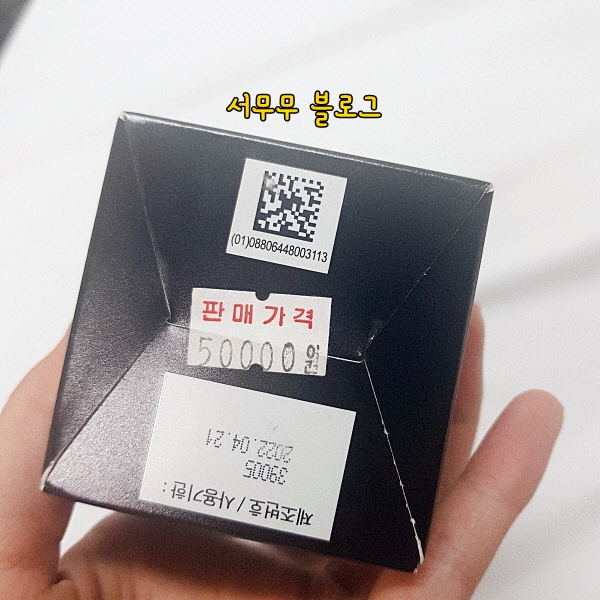 서무무 블로그
(01)08806448003113
판매가격
50000원
제조번호 / 사용기한 :
39005
2022. 04. 21